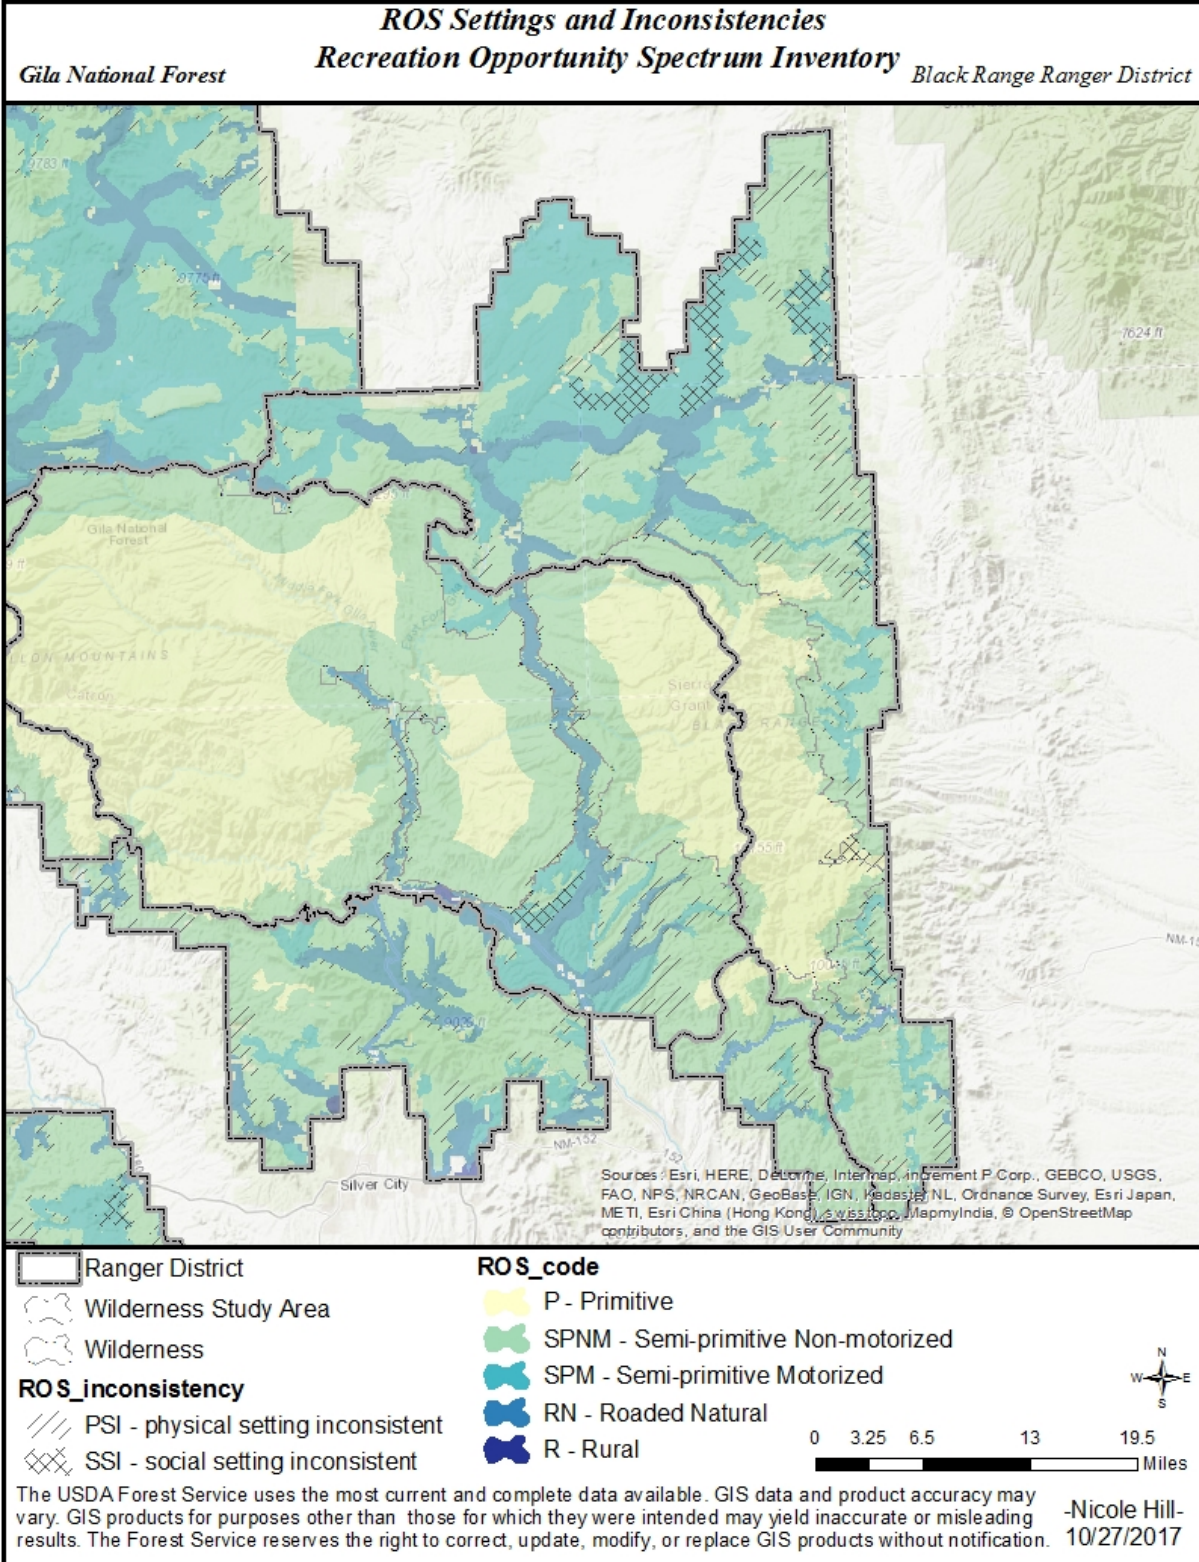 ROS Settings and Inconsistencies
Recreation Opportunity Spectrum Inventory
Gila National Forest
Black Range Ranger District
9783 ft
9775 ft
7624 ft
Gila National
Forest
9 ft
LLON MOUNTAINS
Catron
Sierra
Grant
BLACK RANGE
NM-15
9025 ft
NM-152
152
Silver City
Sources: Esri, HERE, DeLorme, Intermap, increment P Corp., GEBCO, USGS,
FAO, NPS, NRCAN, GeoBase, IGN, Kadaster NL, Ordnance Survey, Esri Japan,
METI, Esri China (Hong Kong), swisstopo, MapmyIndia, © OpenStreetMap
contributors, and the GIS User Community
Ranger District
Wilderness Study Area
Wilderness
ROS_inconsistency
PSI - physical setting inconsistent
SSI - social setting inconsistent
ROS_code
P - Primitive
SPNM - Semi-primitive Non-motorized
SPM - Semi-primitive Motorized
RN - Roaded Natural
R - Rural
N
W E
S
0 3.25 6.5 13 19.5
Miles
The USDA Forest Service uses the most current and complete data available. GIS data and product accuracy may
vary. GIS products for purposes other than those for which they were intended may yield inaccurate or misleading
results. The Forest Service reserves the right to correct, update, modify, or replace GIS products without notification.
-Nicole Hill-
10/27/2017